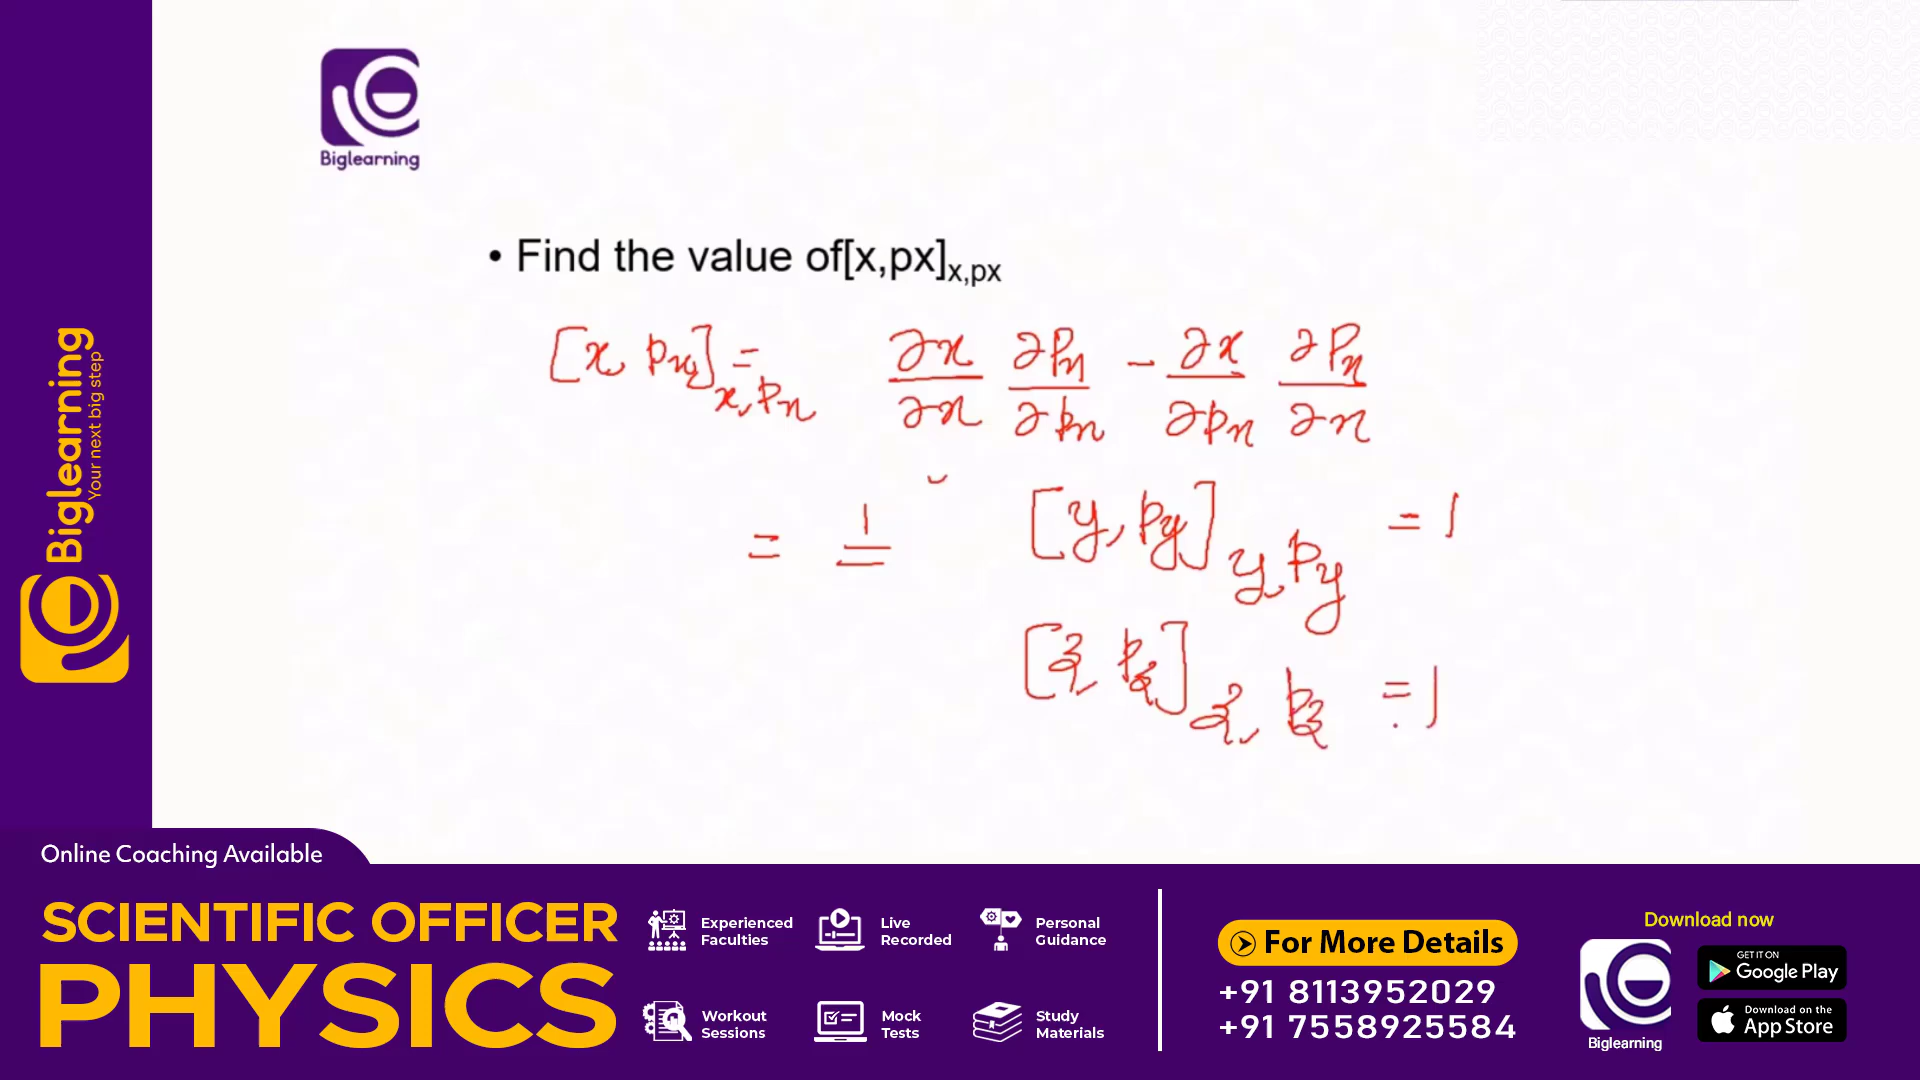 Biglearning
• Find the value of[x,px]x,px
[x, px]x,px = ∂x/∂x ∂Px/∂px - ∂x/∂px ∂Px/∂x
= 1
[y, py]y,py = 1
[z, pz]z, pz = 1
Biglearning
Your next big step
Online Coaching Available
SCIENTIFIC OFFICER
PHYSICS
Experienced
Faculties
Live
Recorded
Personal
Guidance
Workout
Sessions
Mock
Tests
Study
Materials
For More Details
+91 8113952029
+91 7558925584
Download now
Biglearning
GET IT ON
Google Play
Download on the
App Store